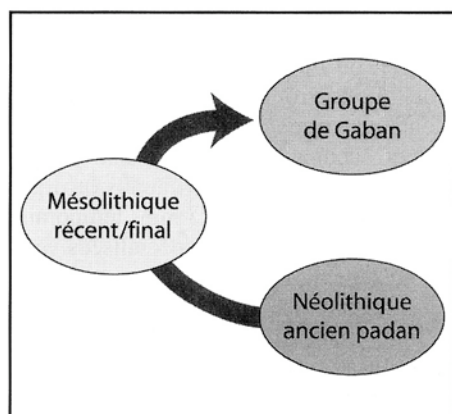 Groupe
de Gaban
Mésolithique
récent/final
Néolithique
ancien padan